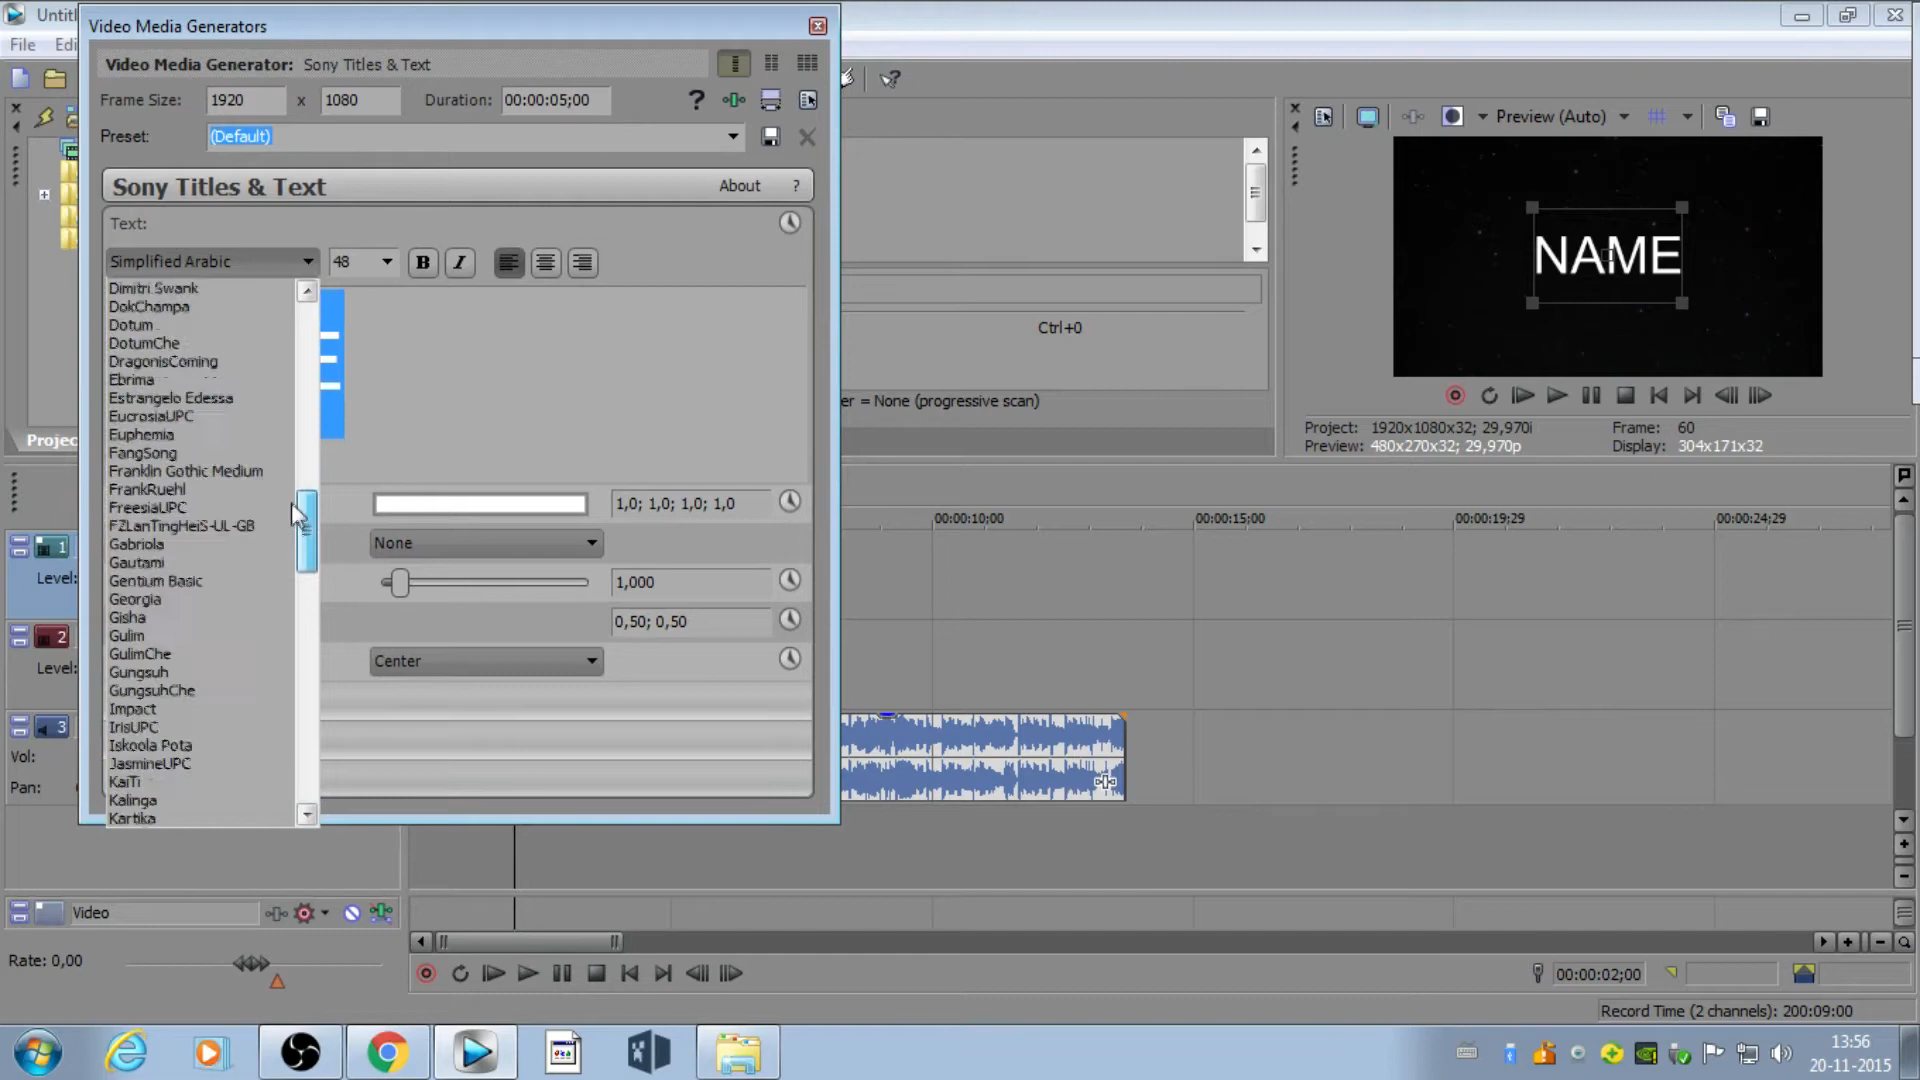 Untitl
Video Media Generators
File
Edi
Video Media Generator: Sony Titles & Text
Frame Size: 1920 x 1080 Duration: 00:00:05;00
?
Preset: (Default)
Sony Titles & Text
About ?
Text:
Simplified Arabic 48 B I
Dimitri Swank
DokChampa
Dotum
DotumChe
DragonisComing
Ebrima
Estrangelo Edessa
EucrosiaUPC
Euphemia
FangSong
Franklin Gothic Medium
FrankRuehl
FreesiaUPC
FZLanTingHeiS-UL-GB
Gabriola
Gautami
Gentium Basic
Georgia
Gisha
Gulim
GulimChe
Gungsuh
GungsuhChe
Impact
IrisUPC
Iskoola Pota
JasmineUPC
KaiTi
Kalinga
Kartika
1,0; 1,0; 1,0; 1,0
None
1,000
0,50; 0,50
Center
Ctrl+0
er = None (progressive scan)
Preview (Auto)
NAME
Project: 1920x1080x32; 29,970i
Frame: 60
Preview: 480x270x32; 29,970p
Display: 304x171x32
Projec
00:00:10;00
00:00:15;00
00:00:19;29
00:00:24;29
1
Level:
2
Level:
3
Vol:
Pan:
Video
Rate: 0,00
00:00:02;00
Record Time (2 channels): 200:09:00
13:56
20-11-2015